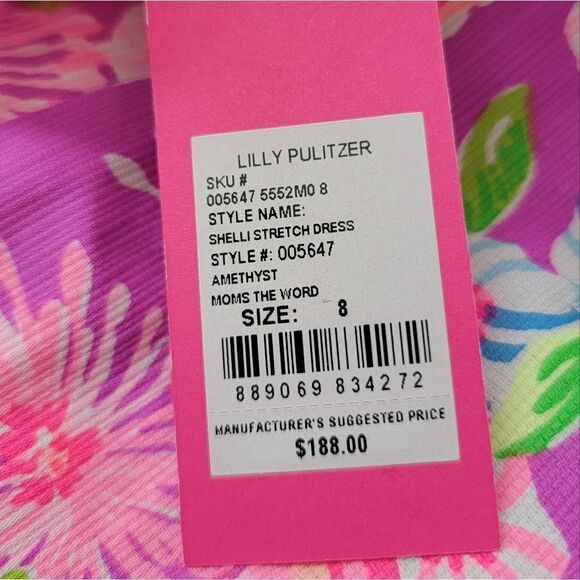 LILLY PULITZER
SKU #
005647 5552M0 8
STYLE NAME:
SHELLI STRETCH DRESS
STYLE #: 005647
AMETHYST
MOMS THE WORD
SIZE: 8
889069 834272
MANUFACTURER'S SUGGESTED PRICE
$188.00